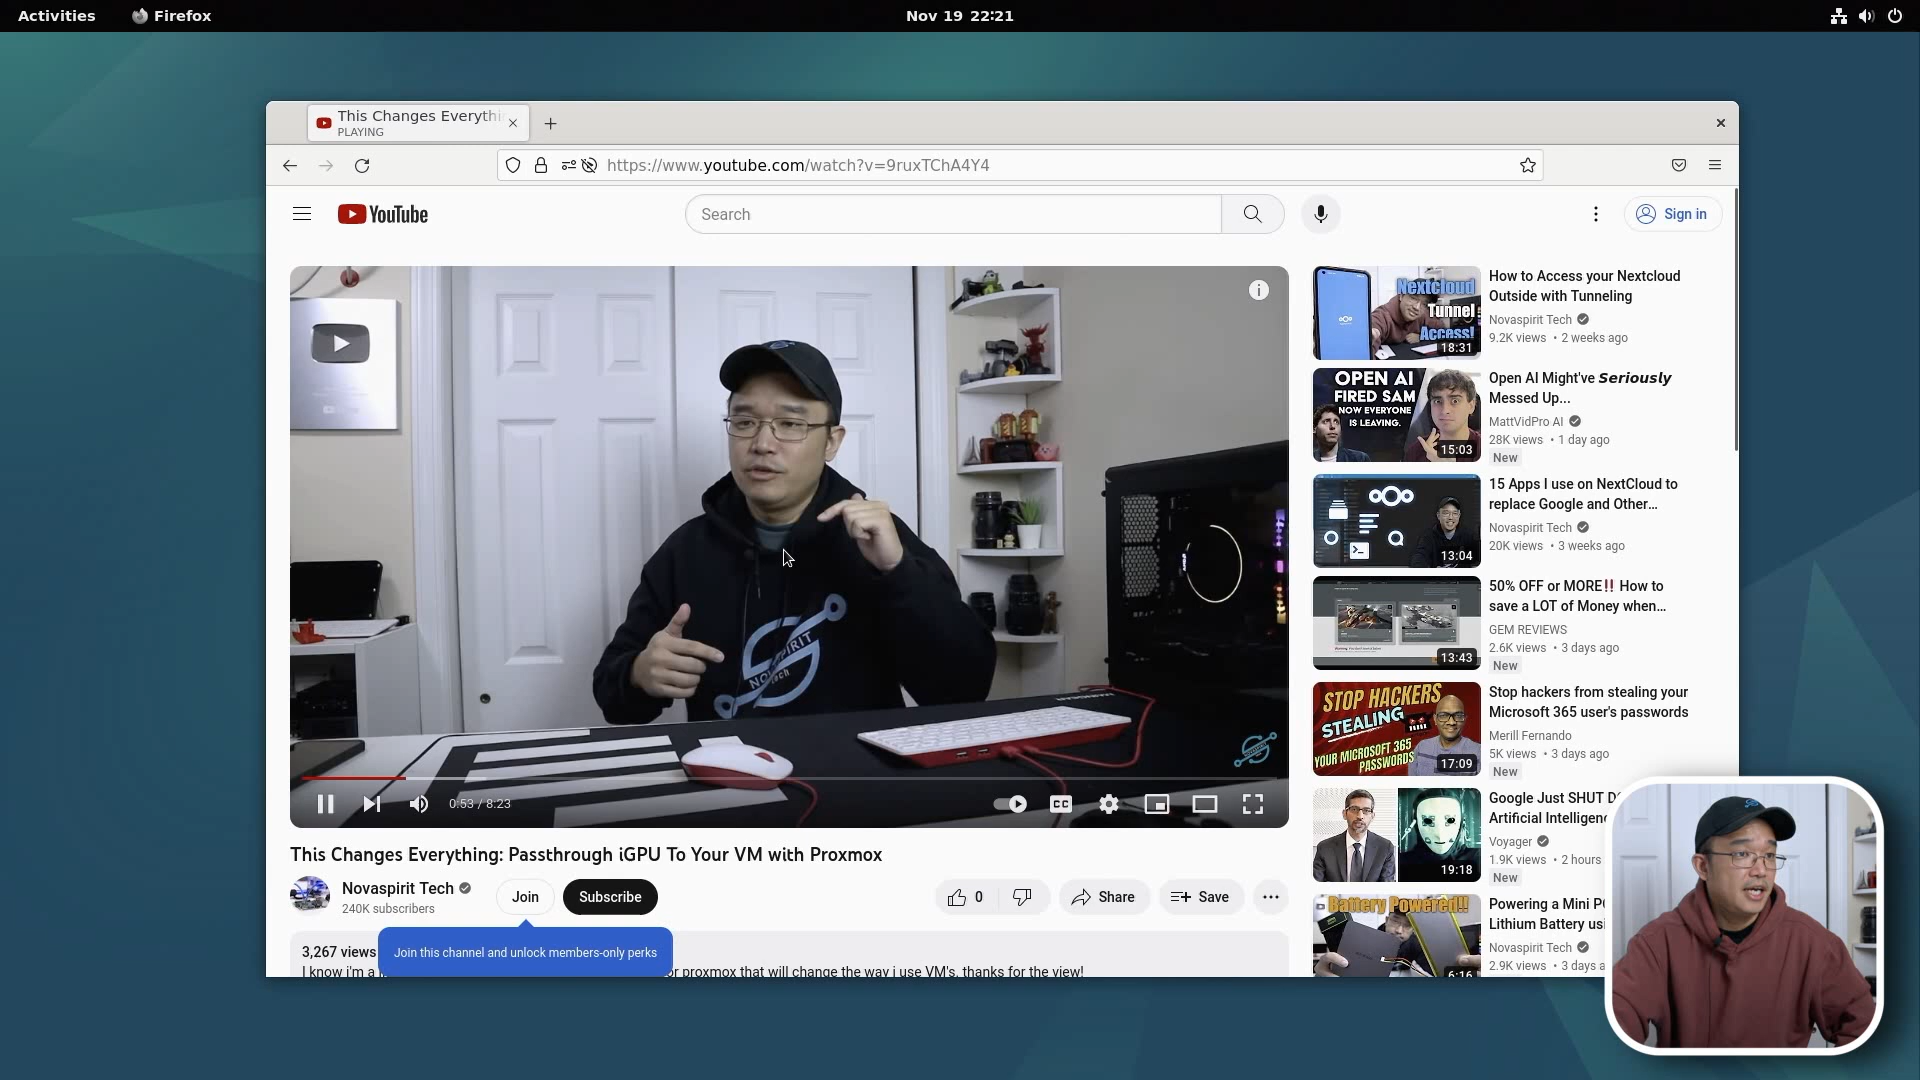 Activities
Firefox
Nov 19 22:21
This Changes Everythi
PLAYING
https://www.youtube.com/watch?v=9ruxTChA4Y4
YouTube
Search
Sign in
NOVASPIRIT
tech
0:53 / 8:23
CC
This Changes Everything: Passthrough iGPU To Your VM with Proxmox
Novaspirit Tech
240K subscribers
Join
Subscribe
0
Share
Save
Join this channel and unlock members-only perks
3,267 views
I know i'm a
or proxmox that will change the way i use VM's. thanks for the view!
Nextcloud
Tunnel
Access!
18:31
How to Access your Nextcloud
Outside with Tunneling
Novaspirit Tech
9.2K views • 2 weeks ago
OPEN AI
FIRED SAM
NOW EVERYONE
IS LEAVING.
15:03
Open AI Might've Seriously
Messed Up...
MattVidPro AI
28K views • 1 day ago
New
13:04
15 Apps I use on NextCloud to
replace Google and Other...
Novaspirit Tech
20K views • 3 weeks ago
13:43
50% OFF or MORE‼ How to
save a LOT of Money when...
GEM REVIEWS
2.6K views • 3 days ago
New
STOP HACKERS
STEALING
YOUR MICROSOFT 365
PASSWORDS
17:09
Stop hackers from stealing your
Microsoft 365 user's passwords
Merill Fernando
5K views • 3 days ago
New
19:18
Google Just SHUT D
Artificial Intelligenc
Voyager
1.9K views • 2 hours
New
Battery Powered!!
6:16
Powering a Mini P
Lithium Battery usi
Novaspirit Tech
2.9K views • 3 days a